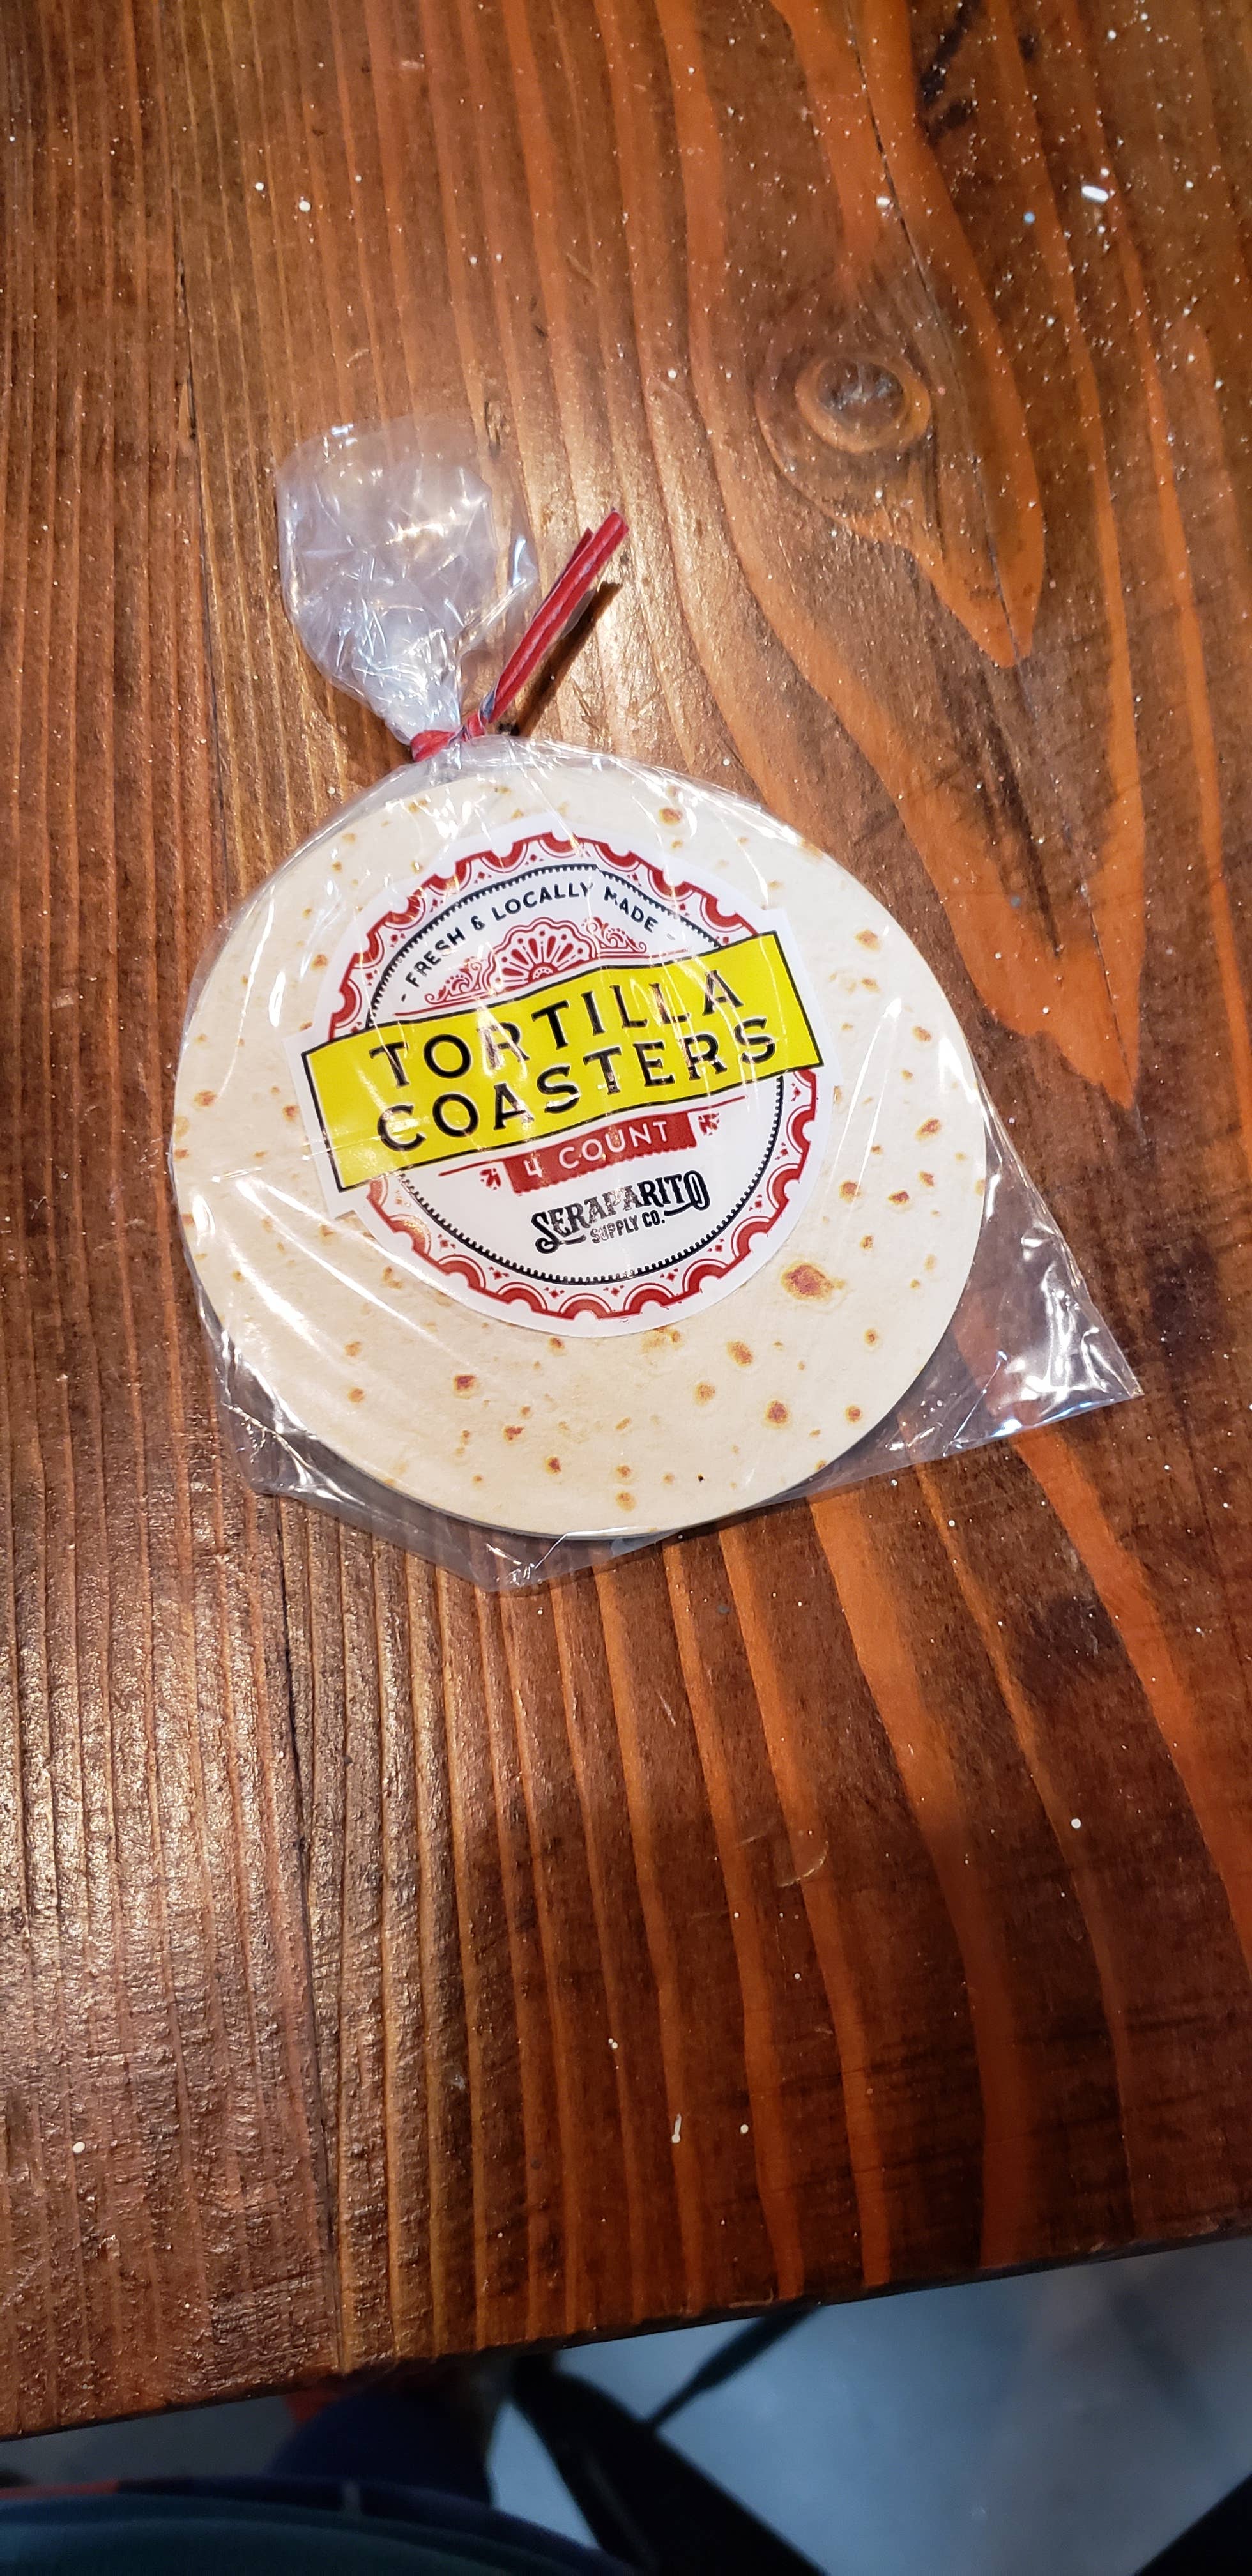 - FRESH & LOCALLY MADE -
TORTILLA
COASTERS
4 COUNT
SERAPARITO
SUPPLY CO.